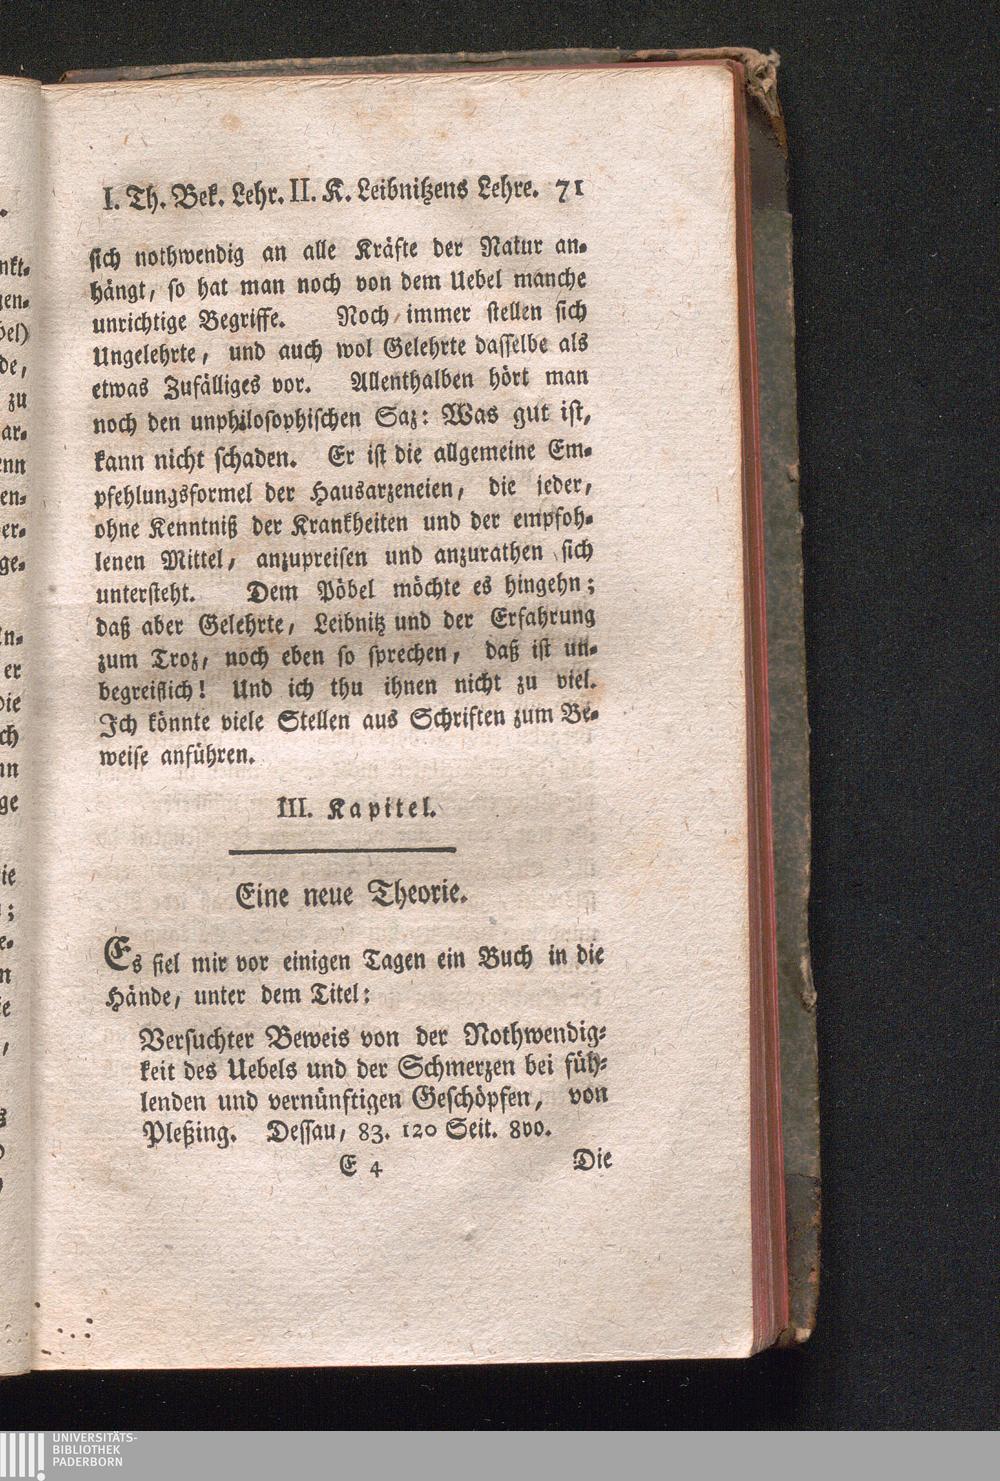 I. Th. Bek. Lehr. II. K. Leibnitzens Lehre. 71
sich nothwendig an alle Kräfte der Natur an-
hängt, so hat man noch von dem Uebel manche
unrichtige Begriffe. Noch immer stellen sich
Ungelehrte, und auch wol Gelehrte dasselbe als
etwas Zufälliges vor. Allenthalben hört man
noch den unphilosophischen Saz: Was gut ist,
kann nicht schaden. Er ist die allgemeine Em-
pfehlungsformel der Hausarzeneien, die jeder,
ohne Kenntniß der Krankheiten und der empfoh-
lenen Mittel, anzupreisen und anzurathen sich
untersteht. Dem Pöbel möchte es hingehn;
daß aber Gelehrte, Leibnitz und der Erfahrung
zum Troz, noch eben so sprechen, daß ist un-
begreiflich! Und ich thu ihnen nicht zu viel.
Ich könnte viele Stellen aus Schriften zum Be-
weise anführen.
III. Kapitel.
Eine neue Theorie.
Es fiel mir vor einigen Tagen ein Buch in die
Hände, unter dem Titel:
Versuchter Beweis von der Nothwendig-
keit des Uebels und der Schmerzen bei füh-
lenden und vernünftigen Geschöpfen, von
Pleßing. Dessau, 83. 120 Seit. 8vo.
E 4 Die
UNIVERSITÄTS-
BIBLIOTHEK
PADERBORN